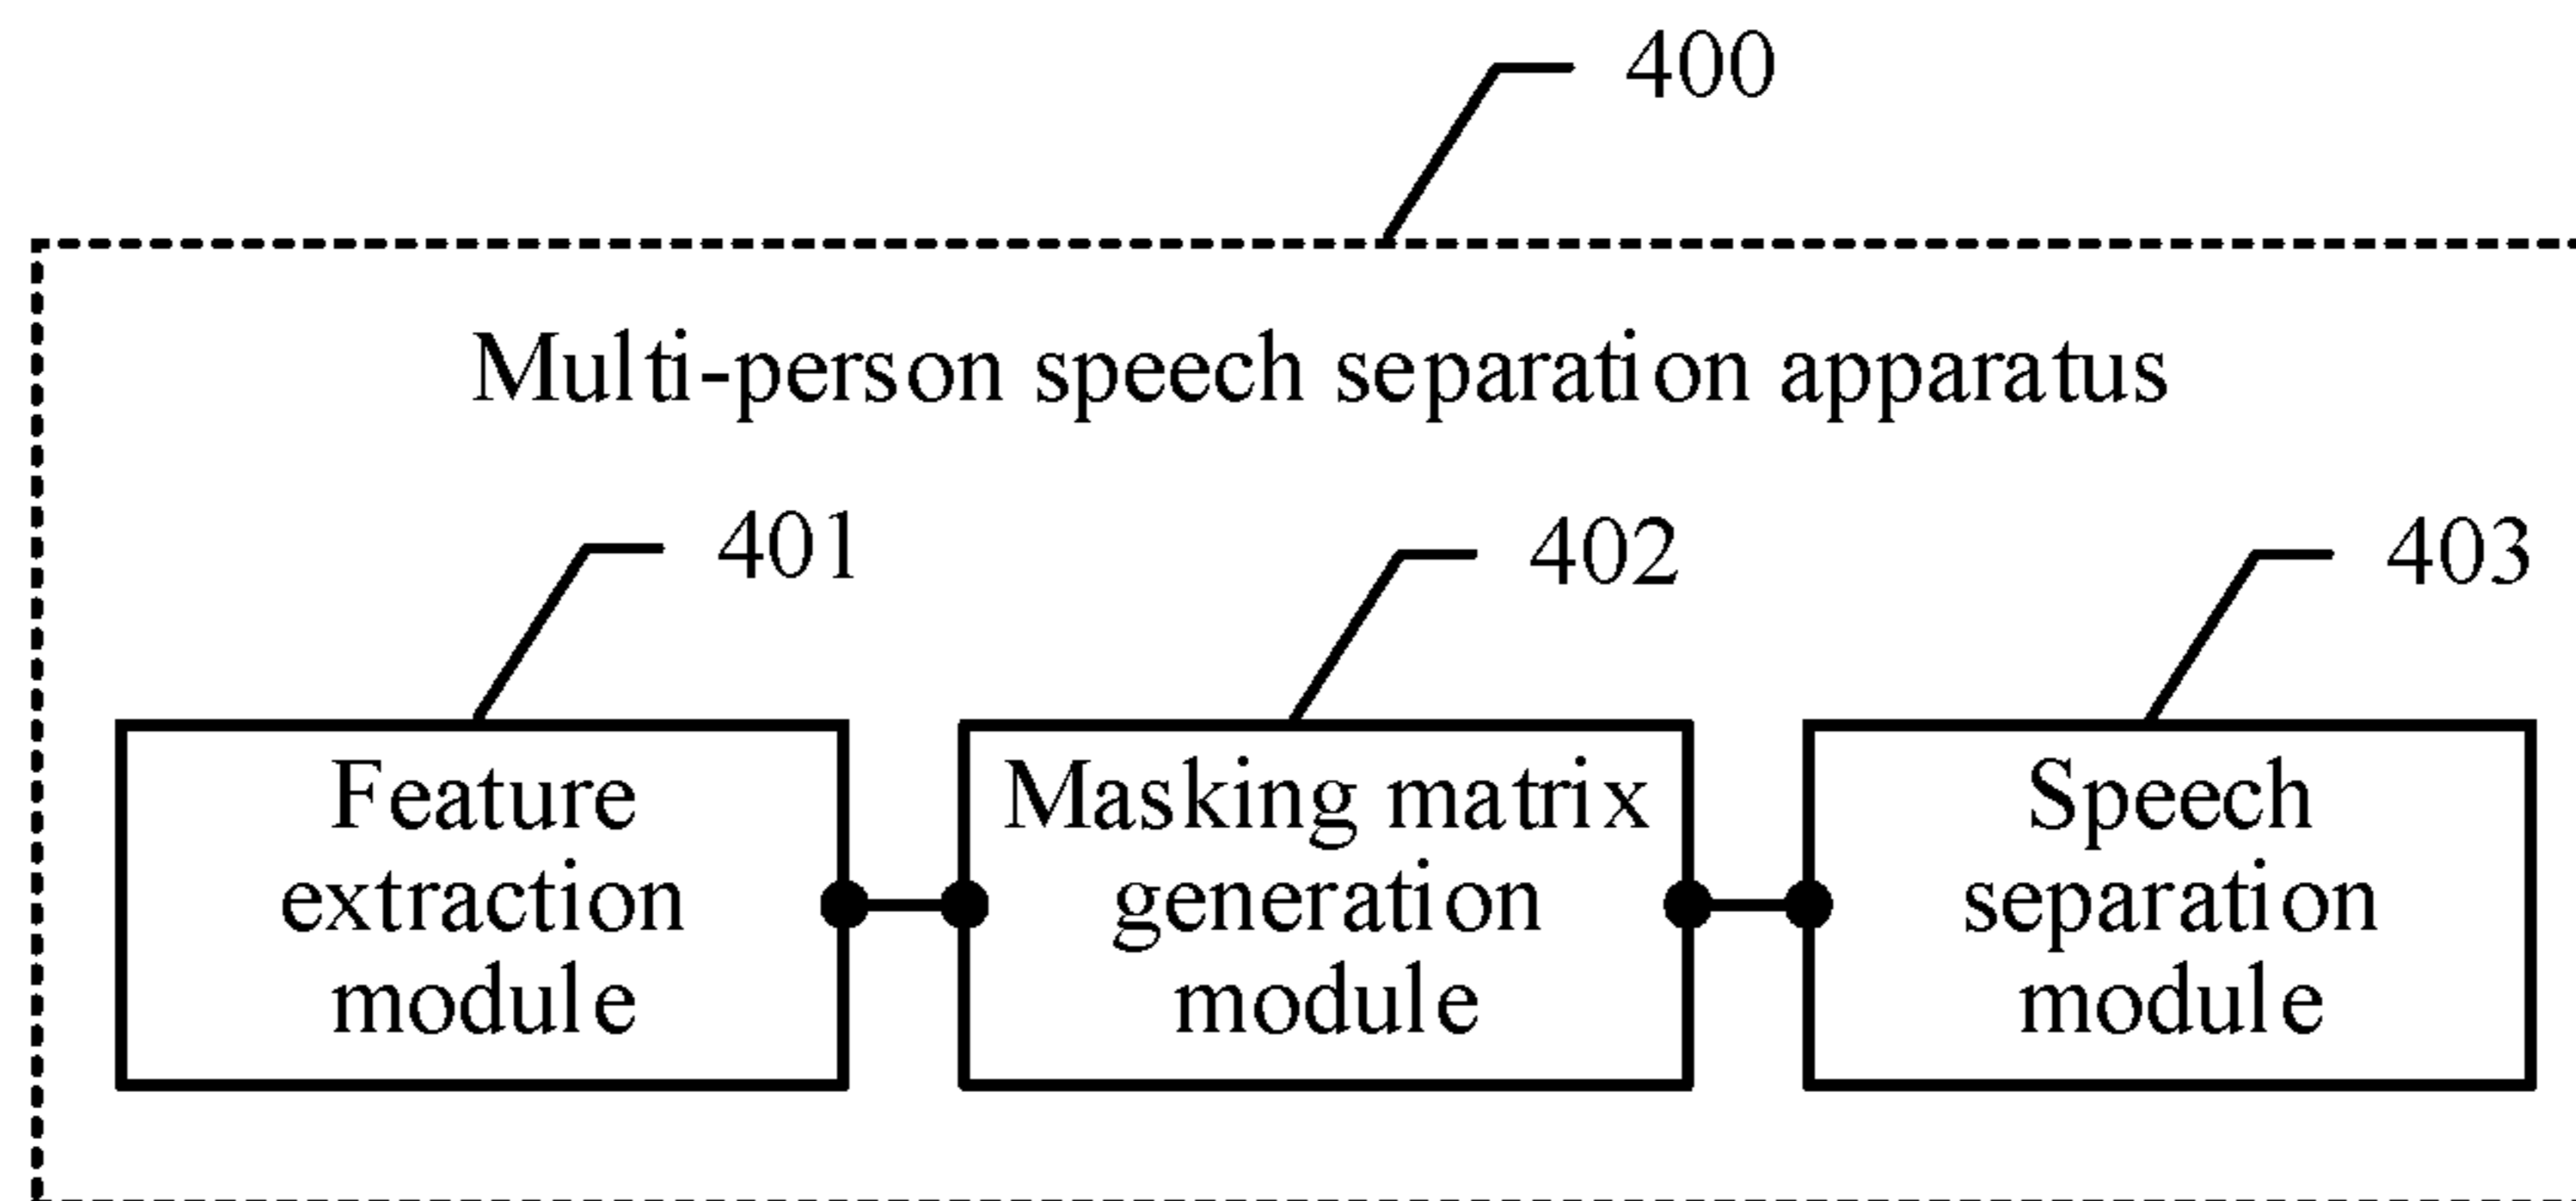 400
Multi-person speech separation apparatus
401
402
403
Feature
extraction
module
Masking matrix
generation
module
Speech
separation
module